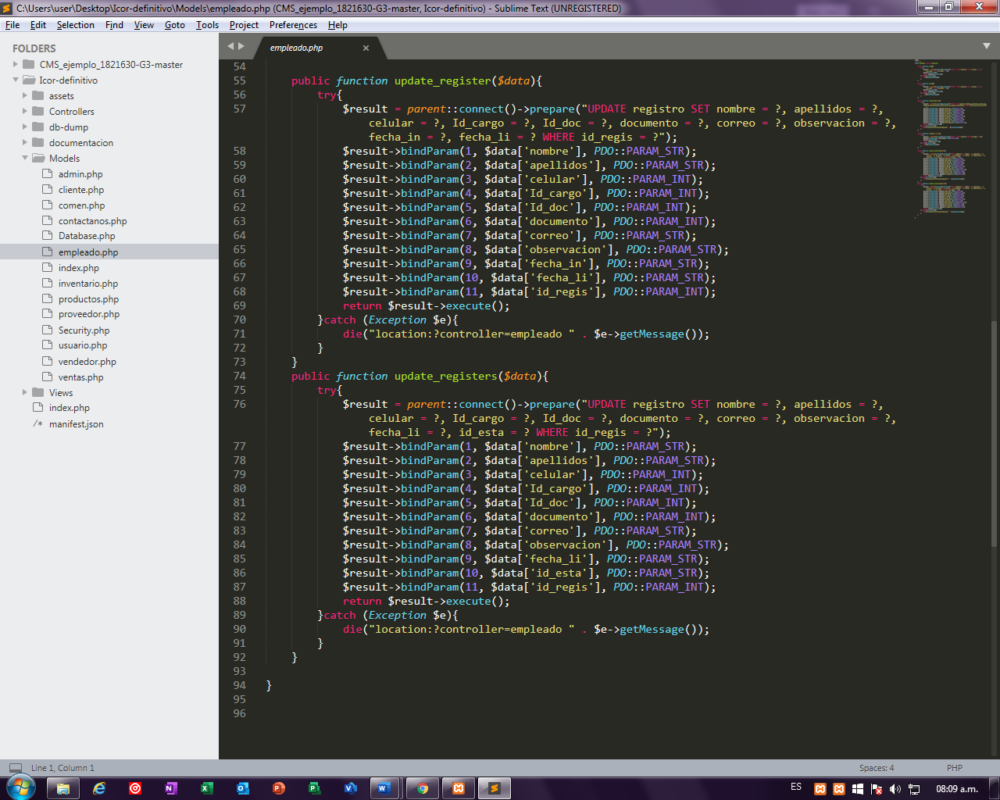 C:\Users\user\Desktop\Icor-definitivo\Models\empleado.php (CMS_ejemplo_1821630-G3-master, Icor-definitivo) - Sublime Text (UNREGISTERED)
File Edit Selection Find View Goto Tools Project Preferences Help
FOLDERS
CMS_ejemplo_1821630-G3-master
Icor-definitivo
assets
Controllers
db-dump
documentacion
Models
admin.php
cliente.php
comen.php
contactanos.php
Database.php
empleado.php
index.php
inventario.php
productos.php
proveedor.php
Security.php
usuario.php
vendedor.php
ventas.php
Views
index.php
/* manifest.json
empleado.php ×
54
55 public function update_register($data){
56 try{
57 $result = parent::connect()->prepare("UPDATE registro SET nombre = ?, apellidos = ?,
celular = ?, Id_cargo = ?, Id_doc = ?, documento = ?, correo = ?, observacion = ?,
fecha_in = ?, fecha_li = ? WHERE id_regis = ?");
58 $result->bindParam(1, $data['nombre'], PDO::PARAM_STR);
59 $result->bindParam(2, $data['apellidos'], PDO::PARAM_STR);
60 $result->bindParam(3, $data['celular'], PDO::PARAM_INT);
61 $result->bindParam(4, $data['Id_cargo'], PDO::PARAM_INT);
62 $result->bindParam(5, $data['Id_doc'], PDO::PARAM_INT);
63 $result->bindParam(6, $data['documento'], PDO::PARAM_INT);
64 $result->bindParam(7, $data['correo'], PDO::PARAM_STR);
65 $result->bindParam(8, $data['observacion'], PDO::PARAM_STR);
66 $result->bindParam(9, $data['fecha_in'], PDO::PARAM_STR);
67 $result->bindParam(10, $data['fecha_li'], PDO::PARAM_STR);
68 $result->bindParam(11, $data['id_regis'], PDO::PARAM_INT);
69 return $result->execute();
70 }catch (Exception $e){
71 die("location:?controller=empleado " . $e->getMessage());
72 }
73 }
74 public function update_registers($data){
75 try{
76 $result = parent::connect()->prepare("UPDATE registro SET nombre = ?, apellidos = ?,
celular = ?, Id_cargo = ?, Id_doc = ?, documento = ?, correo = ?, observacion = ?,
fecha_li = ?, id_esta = ? WHERE id_regis = ?");
77 $result->bindParam(1, $data['nombre'], PDO::PARAM_STR);
78 $result->bindParam(2, $data['apellidos'], PDO::PARAM_STR);
79 $result->bindParam(3, $data['celular'], PDO::PARAM_INT);
80 $result->bindParam(4, $data['Id_cargo'], PDO::PARAM_INT);
81 $result->bindParam(5, $data['Id_doc'], PDO::PARAM_INT);
82 $result->bindParam(6, $data['documento'], PDO::PARAM_INT);
83 $result->bindParam(7, $data['correo'], PDO::PARAM_STR);
84 $result->bindParam(8, $data['observacion'], PDO::PARAM_STR);
85 $result->bindParam(9, $data['fecha_li'], PDO::PARAM_STR);
86 $result->bindParam(10, $data['id_esta'], PDO::PARAM_STR);
87 $result->bindParam(11, $data['id_regis'], PDO::PARAM_INT);
88 return $result->execute();
89 }catch (Exception $e){
90 die("location:?controller=empleado " . $e->getMessage());
91 }
92 }
93
94 }
95
96
Line 1, Column 1 Spaces: 4 PHP
ES 08:09 a.m.